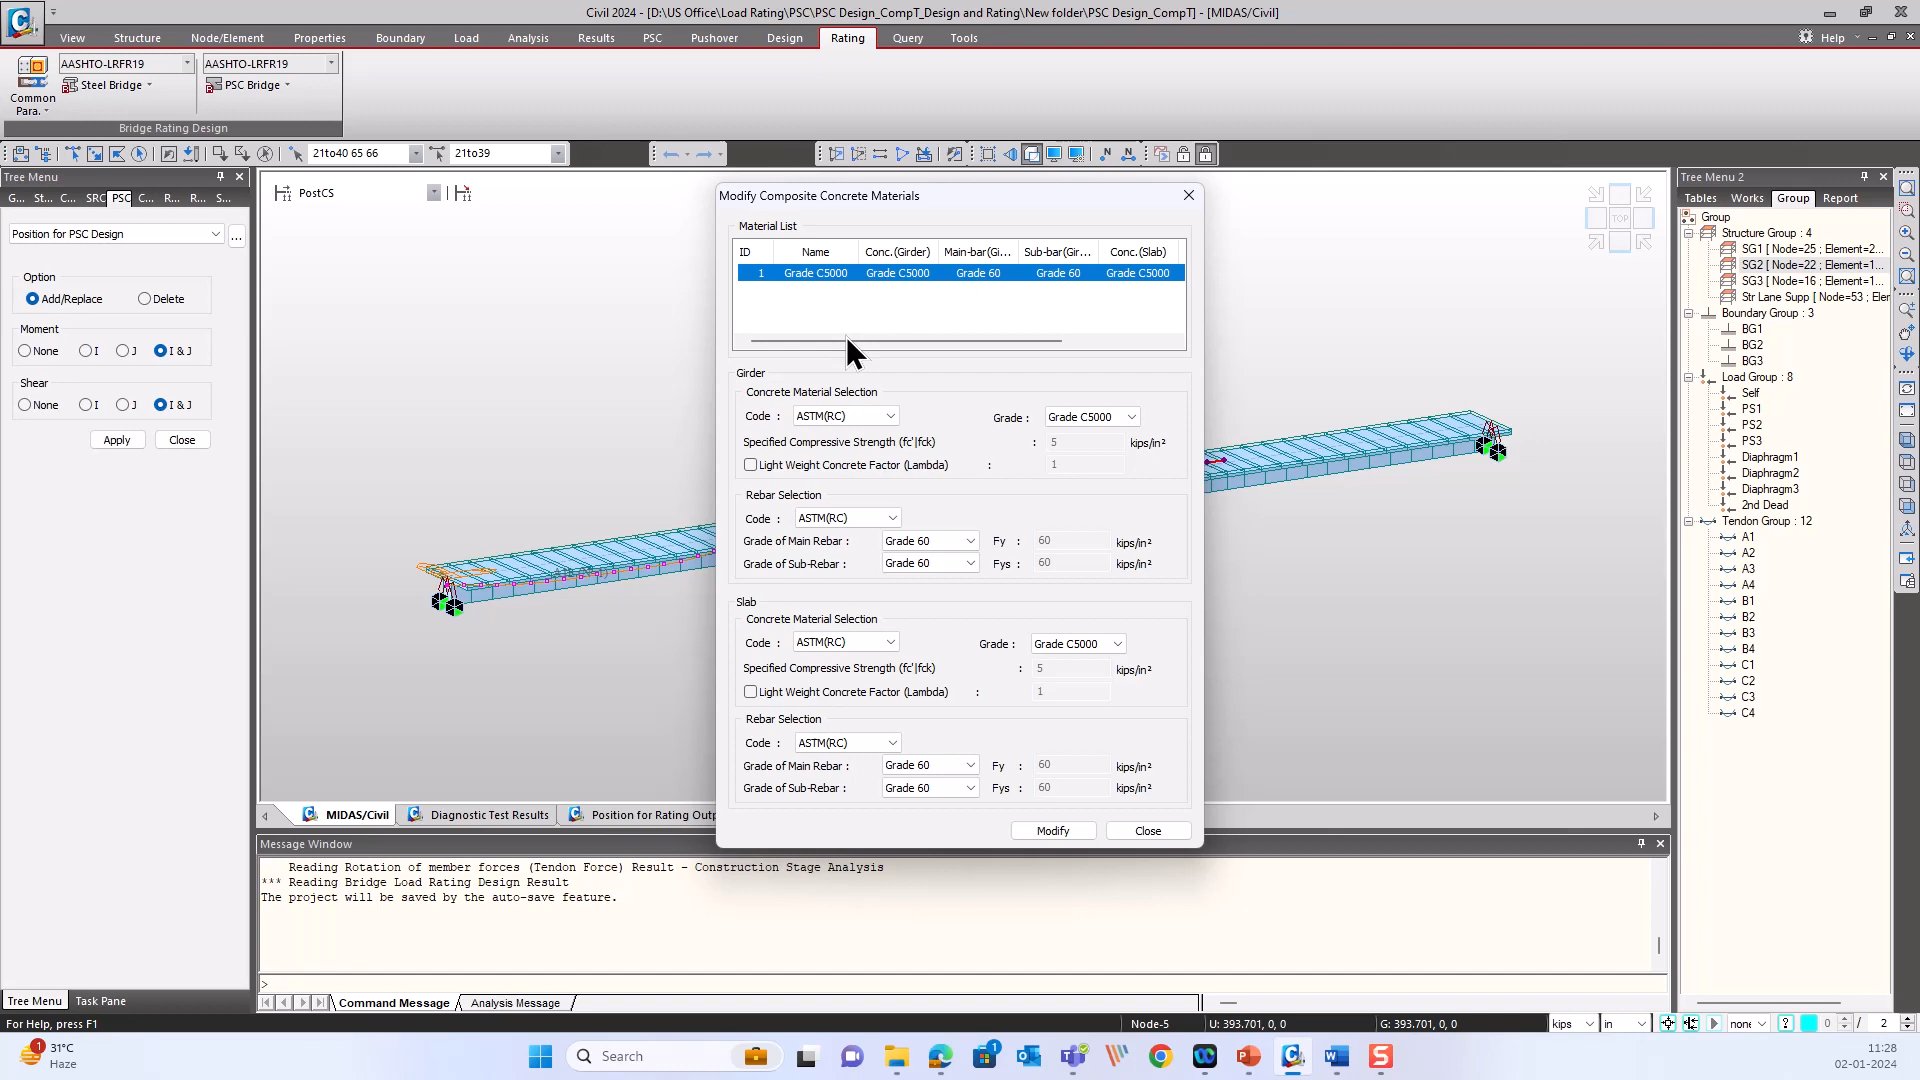 Civil 2024 - [D:\US Office\Load Rating\PSC\PSC Design_CompT_Design and Rating\New folder\PSC Design_CompT] - [MIDAS/Civil]
View Structure Node/Element Properties Boundary Load Analysis Results PSC Pushover Design Rating Query Tools Help
AASHTO-LRFR19 AASHTO-LRFR19
Steel Bridge PSC Bridge
Common
Para.
Bridge Rating Design
21to40 65 66 21to39
Tree Menu
G... St... C... SRC PSC C... R... R... S...
Position for PSC Design ...
Option
Add/Replace Delete
Moment
None I J I & J
Shear
None I J I & J
Apply Close
Tree Menu Task Pane
PostCS
TOP
Modify Composite Concrete Materials
Material List
ID Name Conc.(Girder) Main-bar(Gi... Sub-bar(Gir... Conc.(Slab)
1 Grade C5000 Grade C5000 Grade 60 Grade 60 Grade C5000
Girder
Concrete Material Selection
Code : ASTM(RC) Grade : Grade C5000
Specified Compressive Strength (fc'|fck) : 5 kips/in²
Light Weight Concrete Factor (Lambda) : 1
Rebar Selection
Code : ASTM(RC)
Grade of Main Rebar : Grade 60 Fy : 60 kips/in²
Grade of Sub-Rebar : Grade 60 Fys : 60 kips/in²
Slab
Concrete Material Selection
Code : ASTM(RC) Grade : Grade C5000
Specified Compressive Strength (fc'|fck) : 5 kips/in²
Light Weight Concrete Factor (Lambda) : 1
Rebar Selection
Code : ASTM(RC)
Grade of Main Rebar : Grade 60 Fy : 60 kips/in²
Grade of Sub-Rebar : Grade 60 Fys : 60 kips/in²
Modify Close
MIDAS/Civil Diagnostic Test Results Position for Rating Outp
Message Window
Reading Rotation of member forces (Tendon Force) Result - Construction Stage Analysis
*** Reading Bridge Load Rating Design Result
The project will be saved by the auto-save feature.
>
Command Message Analysis Message
Tree Menu 2
Tables Works Group Report
Group
Structure Group : 4
SG1 [ Node=25 ; Element=2...
SG2 [ Node=22 ; Element=1...
SG3 [ Node=16 ; Element=1...
Str Lane Supp [ Node=53 ; Eler
Boundary Group : 3
BG1
BG2
BG3
Load Group : 8
Self
PS1
PS2
PS3
Diaphragm1
Diaphragm2
Diaphragm3
2nd Dead
Tendon Group : 12
A1
A2
A3
A4
B1
B2
B3
B4
C1
C2
C3
C4
For Help, press F1 Node-5 U: 393.701, 0, 0 G: 393.701, 0, 0 kips in none ? 0 / 2
1 31°C
Haze
Search
1
11:28
02-01-2024